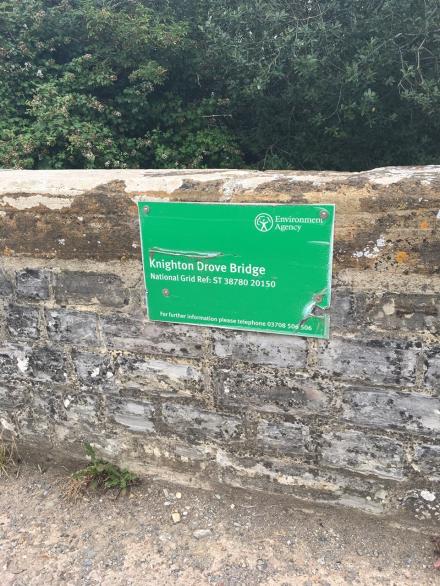 Environment
Agency
Knighton Drove Bridge
National Grid Ref: ST 38780 20150
For further information please telephone 03708 506 506